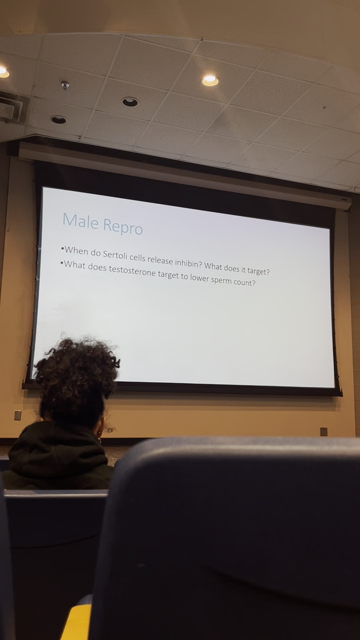 Male Repro
•When do Sertoli cells release inhibin? What does it target?
•What does testosterone target to lower sperm count?